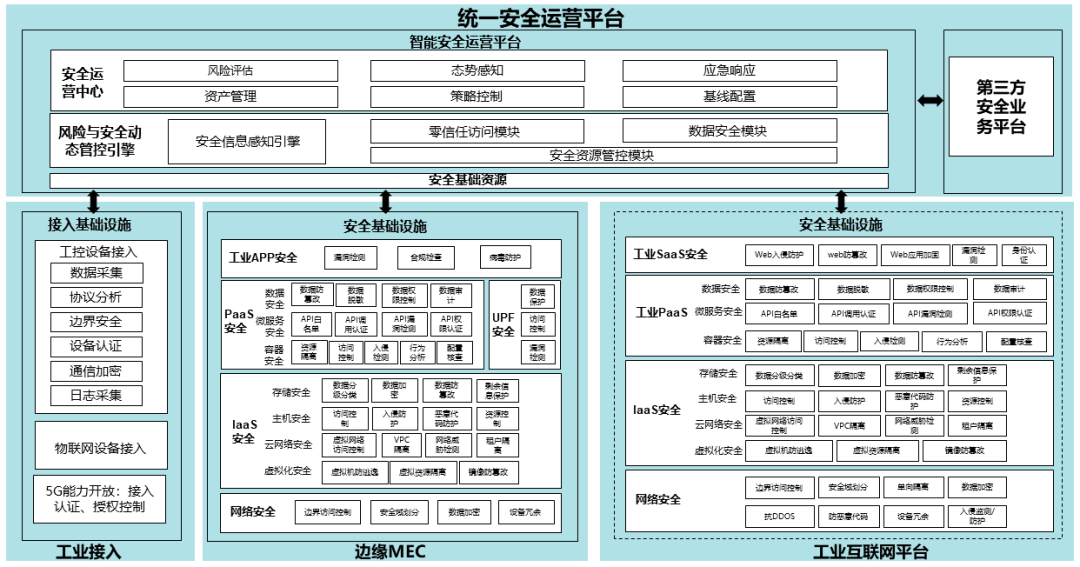 统一安全运营平台
智能安全运营平台
安全运
营中心
风险评估
态势感知
应急响应
资产管理
策略控制
基线配置
风险与安全动
态管控引擎
安全信息感知引擎
零信任访问模块
数据安全模块
安全资源管控模块
安全基础资源
第三方
安全业
务平台
接入基础设施
工控设备接入
数据采集
协议分析
边界安全
设备认证
通信加密
日志采集
物联网设备接入
5G能力开放：接入
认证、授权控制
工业接入
安全基础设施
工业APP安全
漏洞检测
合规检查
病毒防护
PaaS
安全
数据
安全
数据防
篡改
数据
脱敏
数据权
限控制
数据审
计
微服务
安全
API白
名单
API调
用认证
API漏
洞检测
API权
限认证
容器
安全
资源
隔离
访问
控制
入侵
检测
行为
分析
配置
核查
UPF
安全
数据
保护
访问
控制
漏洞
检测
IaaS
安全
存储安全
数据分
级分类
数据加
密
数据防
篡改
剩余信
息保护
主机安全
访问控
制
入侵防
护
恶意代
码防护
资源控
制
云网络安全
虚拟网络
访问控制
VPC
隔离
网络威
胁检测
租户隔
离
虚拟化安全
虚拟机防逃逸
虚拟资源隔离
镜像防篡改
网络安全
边界访问控制
安全域划分
数据加密
设备冗余
边缘MEC
安全基础设施
工业SaaS安全
Web入侵防护
web防篡改
Web应用加固
漏洞检
测
身份认
证
工业PaaS
数据安全
数据防篡改
数据脱敏
数据权限控制
数据审计
微服务安全
API白名单
API调用认证
API漏洞检测
API权限认证
容器安全
资源隔离
访问控制
入侵检测
行为分析
配置核查
IaaS安全
存储安全
数据分级分类
数据加密
数据防篡改
剩余信息保
护
主机安全
访问控制
入侵防护
恶意代码防
护
资源控制
云网络安全
虚拟网络访问
控制
VPC隔离
网络威胁检
测
租户隔离
虚拟化安全
虚拟机防逃逸
虚拟资源隔离
镜像防篡改
网络安全
边界访问控制
安全域划分
单向隔离
数据加密
抗DDOS
防恶意代码
设备冗余
入侵监测/
防护
工业互联网平台